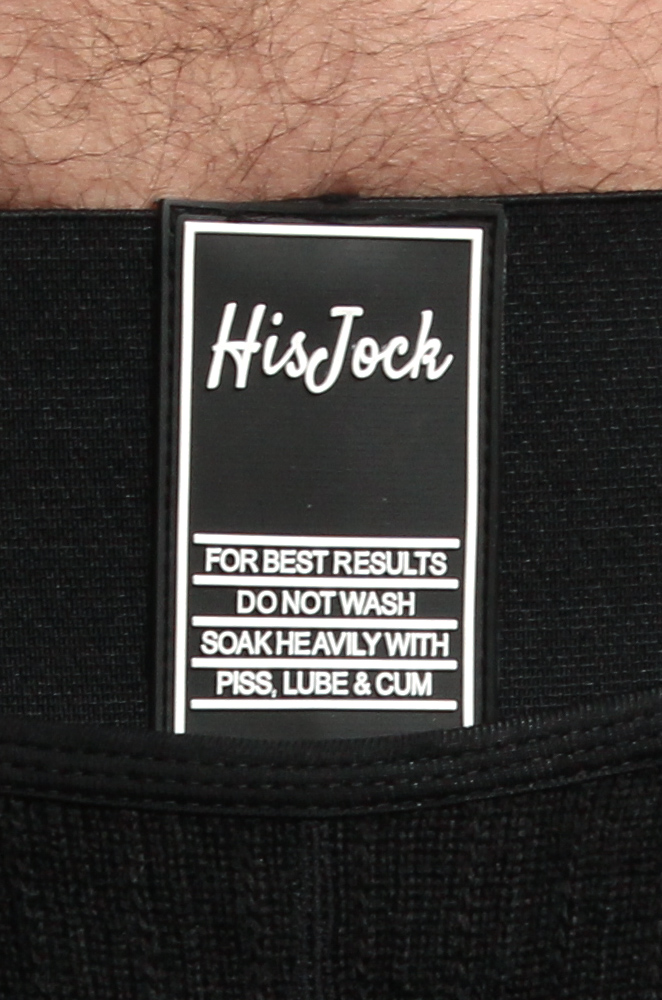 HisJock
FOR BEST RESULTS
DO NOT WASH
SOAK HEAVILY WITH
PISS, LUBE & CUM